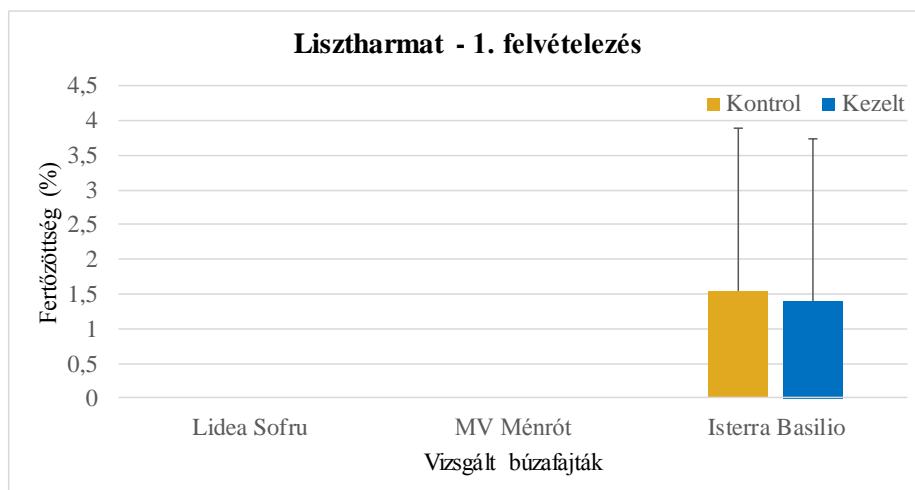 Lisztharmat - 1. felvételezés
Kontrol Kezelt
Fertőzöttség (%)
4,5
4
3,5
3
2,5
2
1,5
1
0,5
0
Lidea Sofru MV Ménrót Isterra Basilio
Vizsgált búzafajták